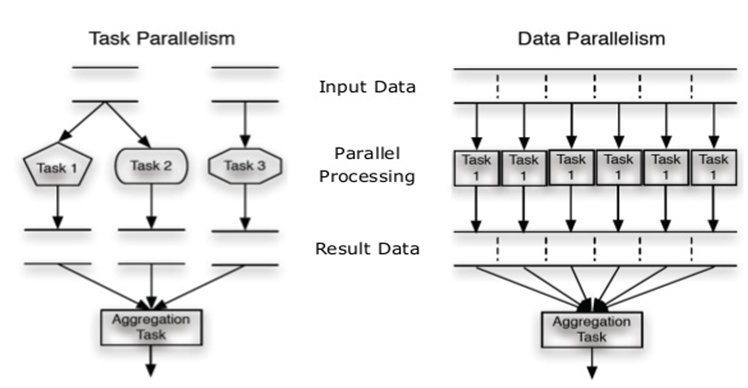 Task Parallelism
Data Parallelism
Input Data
Parallel
Processing
Task 1
Task 2
Task 3
Task
1
Task
1
Task
1
Task
1
Task
1
Task
1
Result Data
Aggregation
Task
Aggregation
Task